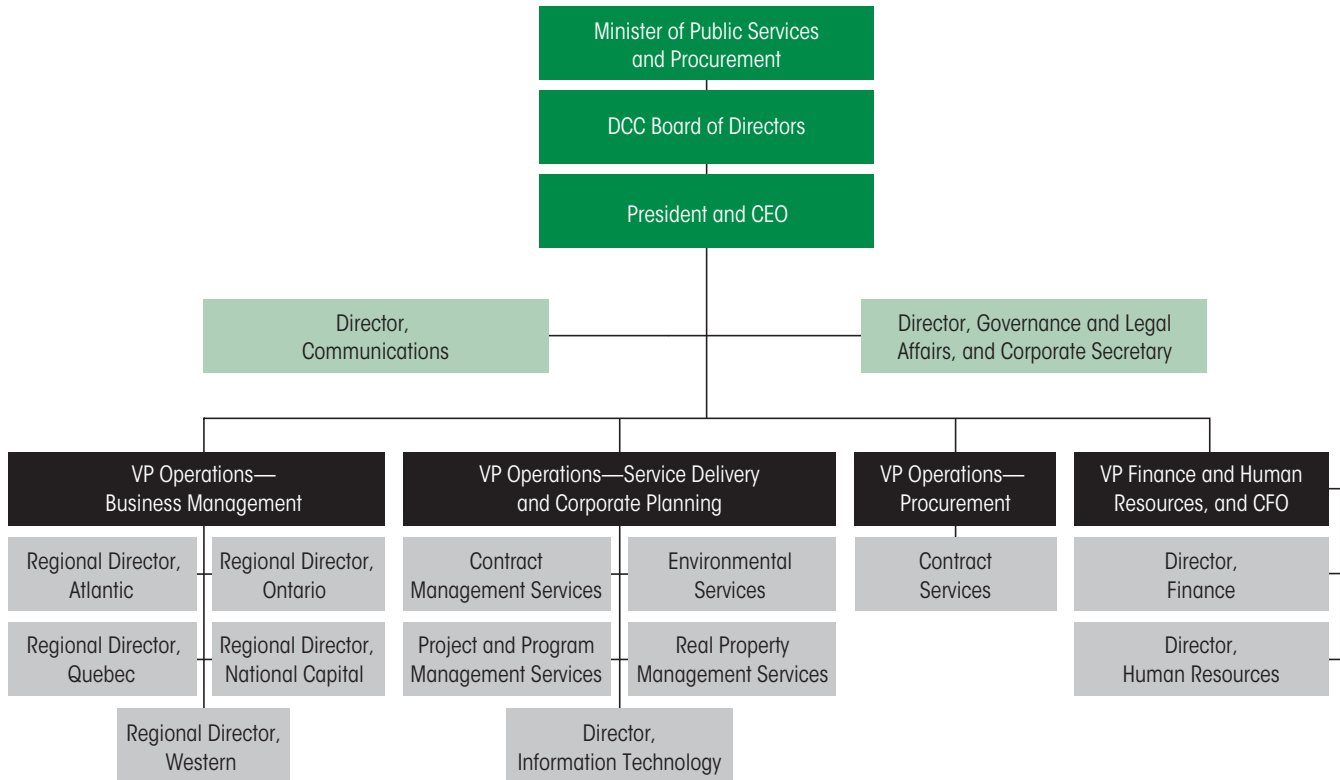 Minister of Public Services
and Procurement
DCC Board of Directors
President and CEO
Director,
Communications
Director, Governance and Legal
Affairs, and Corporate Secretary
VP Operations—
Business Management
VP Operations—Service Delivery
and Corporate Planning
VP Operations—
Procurement
VP Finance and Human
Resources, and CFO
Regional Director,
Atlantic
Regional Director,
Ontario
Contract
Management Services
Environmental
Services
Contract
Services
Director,
Finance
Regional Director,
Quebec
Regional Director,
National Capital
Project and Program
Management Services
Real Property
Management Services
Director,
Human Resources
Regional Director,
Western
Director,
Information Technology